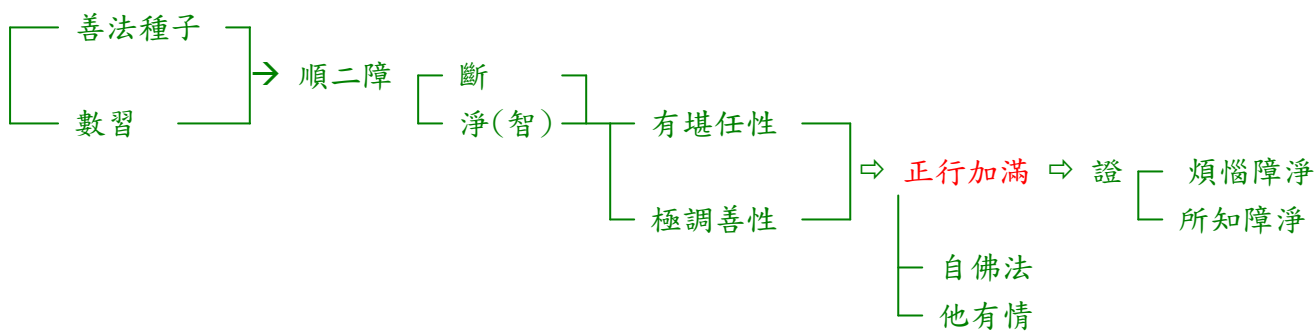 善法種子
數習
順二障
斷
淨(智)
有堪任性
極調善性
正行加滿
證
煩惱障淨
所知障淨
自佛法
他有情